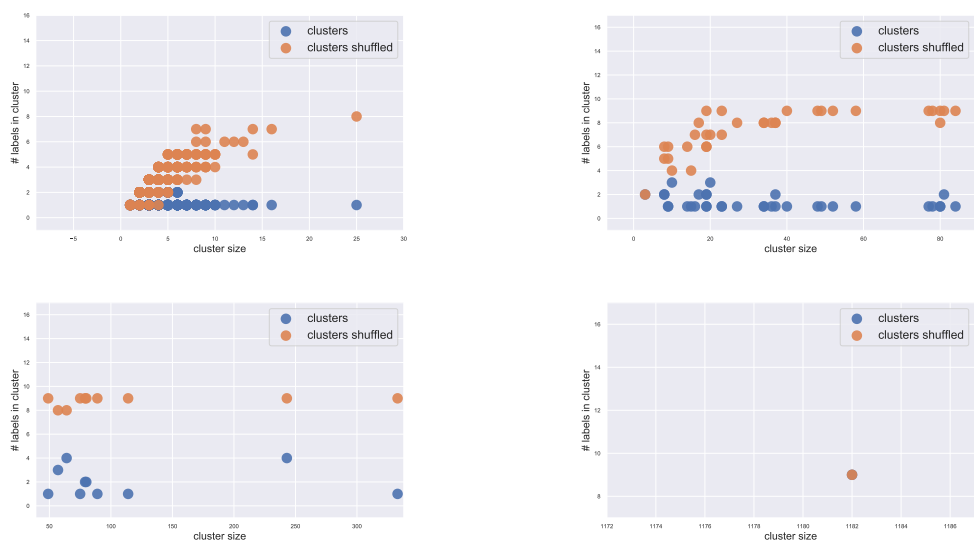 16
14
12
10
8
6
4
2
0
# labels in cluster
clusters
clusters shuffled
−5 0 5 10 15 20 25 30
cluster size
16
14
12
10
8
6
4
2
0
# labels in cluster
clusters
clusters shuffled
0 20 40 60 80
cluster size
16
14
12
10
8
6
4
2
0
# labels in cluster
clusters
clusters shuffled
50 100 150 200 250 300
cluster size
16
14
12
10
8
# labels in cluster
clusters
clusters shuffled
1172 1174 1176 1178 1180 1182 1184 1186
cluster size